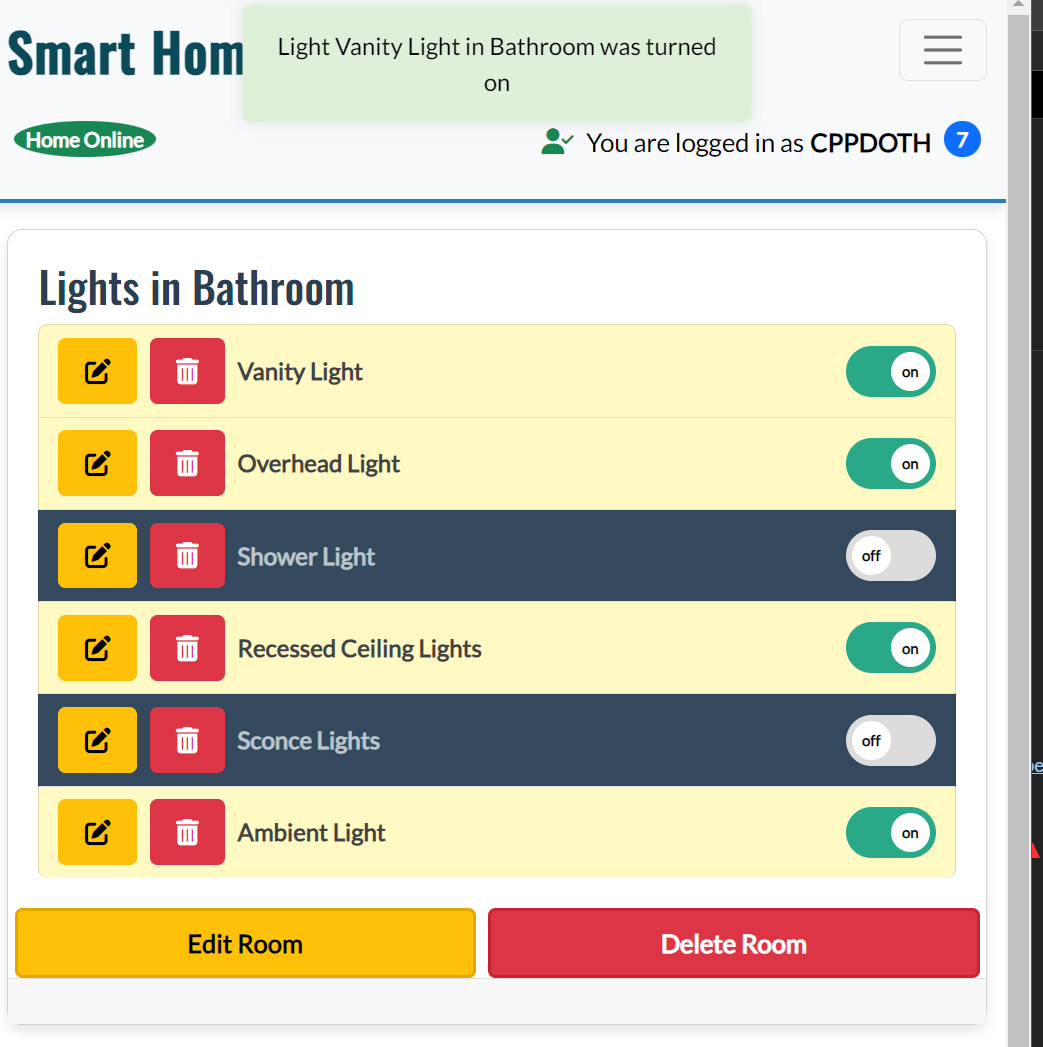 Smart Hom
Light Vanity Light in Bathroom was turned
on
Home Online
You are logged in as CPPDOTH 7
Lights in Bathroom
Vanity Light on
Overhead Light on
Shower Light off
Recessed Ceiling Lights on
Sconce Lights off
Ambient Light on
Edit Room Delete Room